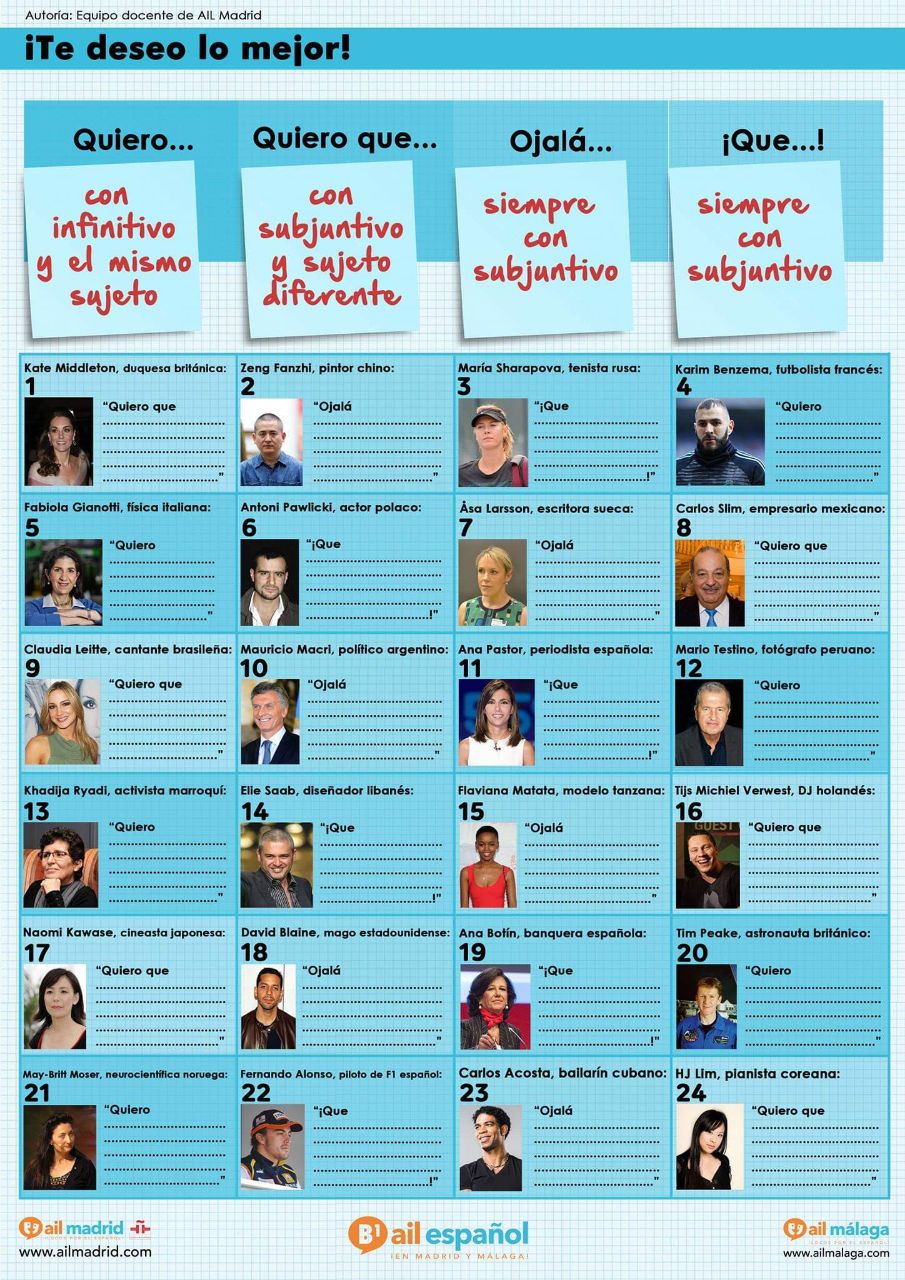 Autoría: Equipo docente de AIL Madrid
¡Te deseo lo mejor!
Quiero...
con
infinitivo
y el mismo
sujeto
Quiero que...
con
subjuntivo
y sujeto
diferente
Ojalá...
siempre
con
subjuntivo
¡Que...!
siempre
con
subjuntivo
Kate Middleton, duquesa británica:
1
“Quiero que
”
Zeng Fanzhi, pintor chino:
2
“Ojalá
”
María Sharapova, tenista rusa:
3
“¡Que
!”
Karim Benzema, futbolista francés:
4
“Quiero
”
Fabiola Gianotti, física italiana:
5
“Quiero
”
Antoni Pawlicki, actor polaco:
6
“¡Que
!”
Åsa Larsson, escritora sueca:
7
“Ojalá
”
Carlos Slim, empresario mexicano:
8
“Quiero que
”
Claudia Leitte, cantante brasileña:
9
“Quiero que
”
Mauricio Macri, político argentino:
10
“Ojalá
”
Ana Pastor, periodista española:
11
“¡Que
!”
Mario Testino, fotógrafo peruano:
12
“Quiero
”
Khadija Ryadi, activista marroquí:
13
“Quiero
”
Elie Saab, diseñador libanés:
14
“¡Que
!”
Flaviana Matata, modelo tanzana:
15
“Ojalá
”
Tijs Michiel Verwest, DJ holandés:
16
GUEST
“Quiero que
”
Naomi Kawase, cineasta japonesa:
17
“Quiero que
”
David Blaine, mago estadounidense:
18
“Ojalá
”
Ana Botín, banquera española:
19
“¡Que
!”
Tim Peake, astronauta británico:
20
“Quiero
”
May-Britt Moser, neurocientífica noruega:
21
“Quiero
”
Fernando Alonso, piloto de F1 español:
22
“¡Que
!”
Carlos Acosta, bailarín cubano:
23
“Ojalá
”
HJ Lim, pianista coreana:
24
“Quiero que
”
ail madrid
www.ailmadrid.com
B1 ail español
¡EN MADRID Y MÁLAGA!
ail málaga
www.ailmalaga.com